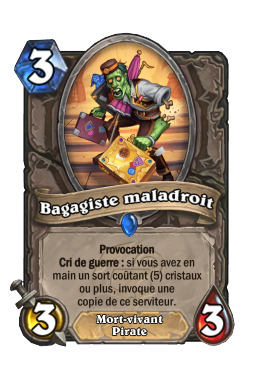 3
Bagagiste maladroit
Provocation
Cri de guerre : si vous avez en
main un sort coûtant (5) cristaux
ou plus, invoque une
copie de ce serviteur.
3
Mort-vivant
Pirate
3